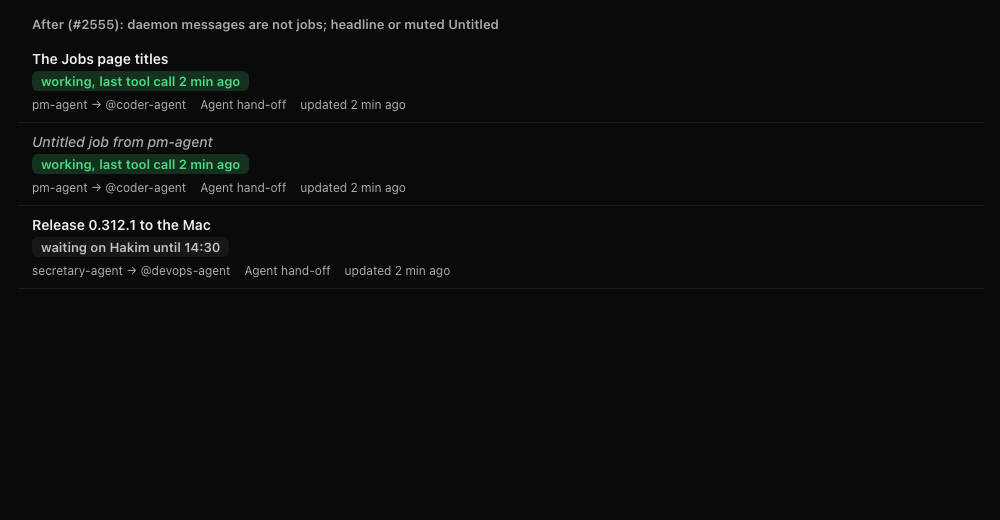 After (#2555): daemon messages are not jobs; headline or muted Untitled
The Jobs page titles
working, last tool call 2 min ago
pm-agent → @coder-agent Agent hand-off updated 2 min ago
Untitled job from pm-agent
working, last tool call 2 min ago
pm-agent → @coder-agent Agent hand-off updated 2 min ago
Release 0.312.1 to the Mac
waiting on Hakim until 14:30
secretary-agent → @devops-agent Agent hand-off updated 2 min ago